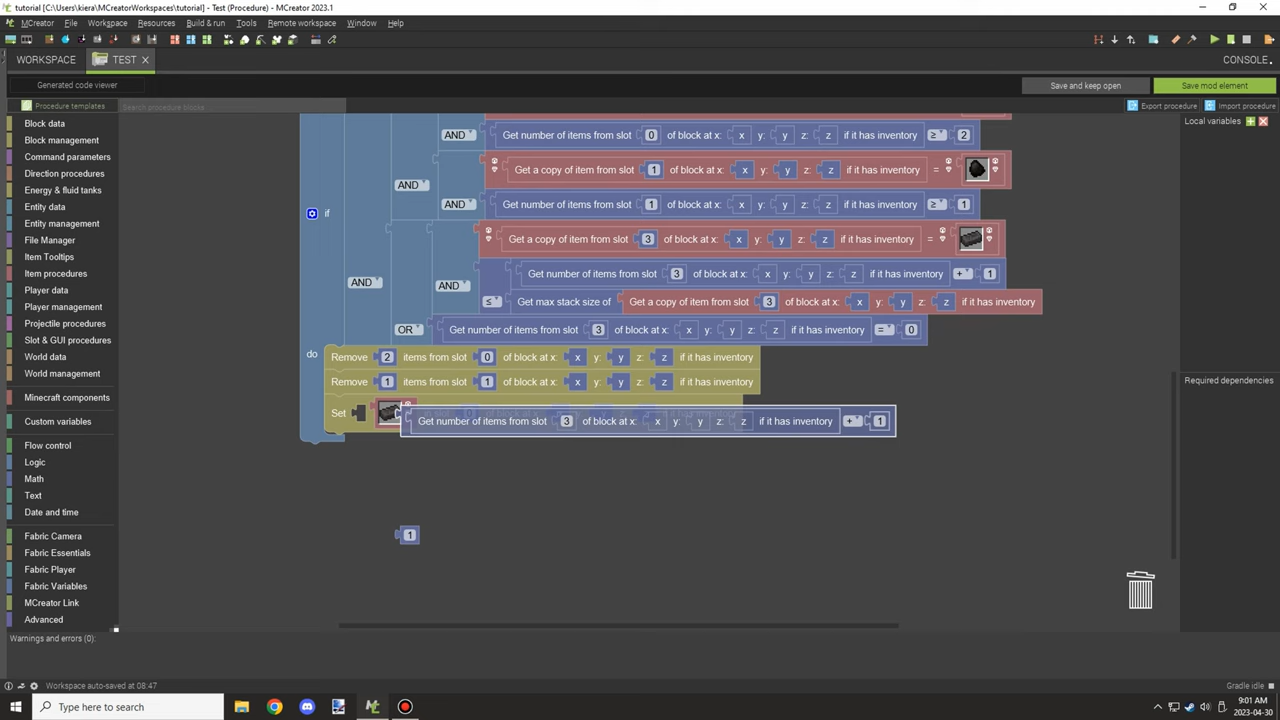 tutorial [C:\Users\kiera\MCreatorWorkspaces\tutorial] - Test (Procedure) - MCreator 2023.1
MCreator File Workspace Resources Build & run Tools Remote workspace Window Help
WORKSPACE TEST CONSOLE
Generated code viewer Save and keep open Save mod element
Procedure templates Search procedure blocks... Export procedure Import procedure
Block data
Block management
Command parameters
Direction procedures
Energy & fluid tanks
Entity data
Entity management
File Manager
Item Tooltips
Item procedures
Player data
Player management
Projectile procedures
Slot & GUI procedures
World data
World management
Minecraft components
Custom variables
Flow control
Logic
Math
Text
Date and time
Fabric Camera
Fabric Essentials
Fabric Player
Fabric Variables
MCreator Link
Advanced
AND Get number of items from slot 0 of block at x: x y: y z: z if it has inventory ≥ 2
Get a copy of item from slot 1 of block at x: x y: y z: z if it has inventory =
AND
AND Get number of items from slot 1 of block at x: x y: y z: z if it has inventory ≥ 1
if
Get a copy of item from slot 3 of block at x: x y: y z: z if it has inventory =
Get number of items from slot 3 of block at x: x y: y z: z if it has inventory + 1
AND AND
≤ Get max stack size of Get a copy of item from slot 3 of block at x: x y: y z: z if it has inventory
OR Get number of items from slot 3 of block at x: x y: y z: z if it has inventory = 0
do Remove 2 items from slot 0 of block at x: x y: y z: z if it has inventory
Remove 1 items from slot 1 of block at x: x y: y z: z if it has inventory
Set
Get number of items from slot 3 of block at x: x y: y z: z if it has inventory + 1
1
Local variables
Required dependencies
Warnings and errors (0):
Workspace auto-saved at 08:47 Gradle idle
Type here to search
9:01 AM
2023-04-30